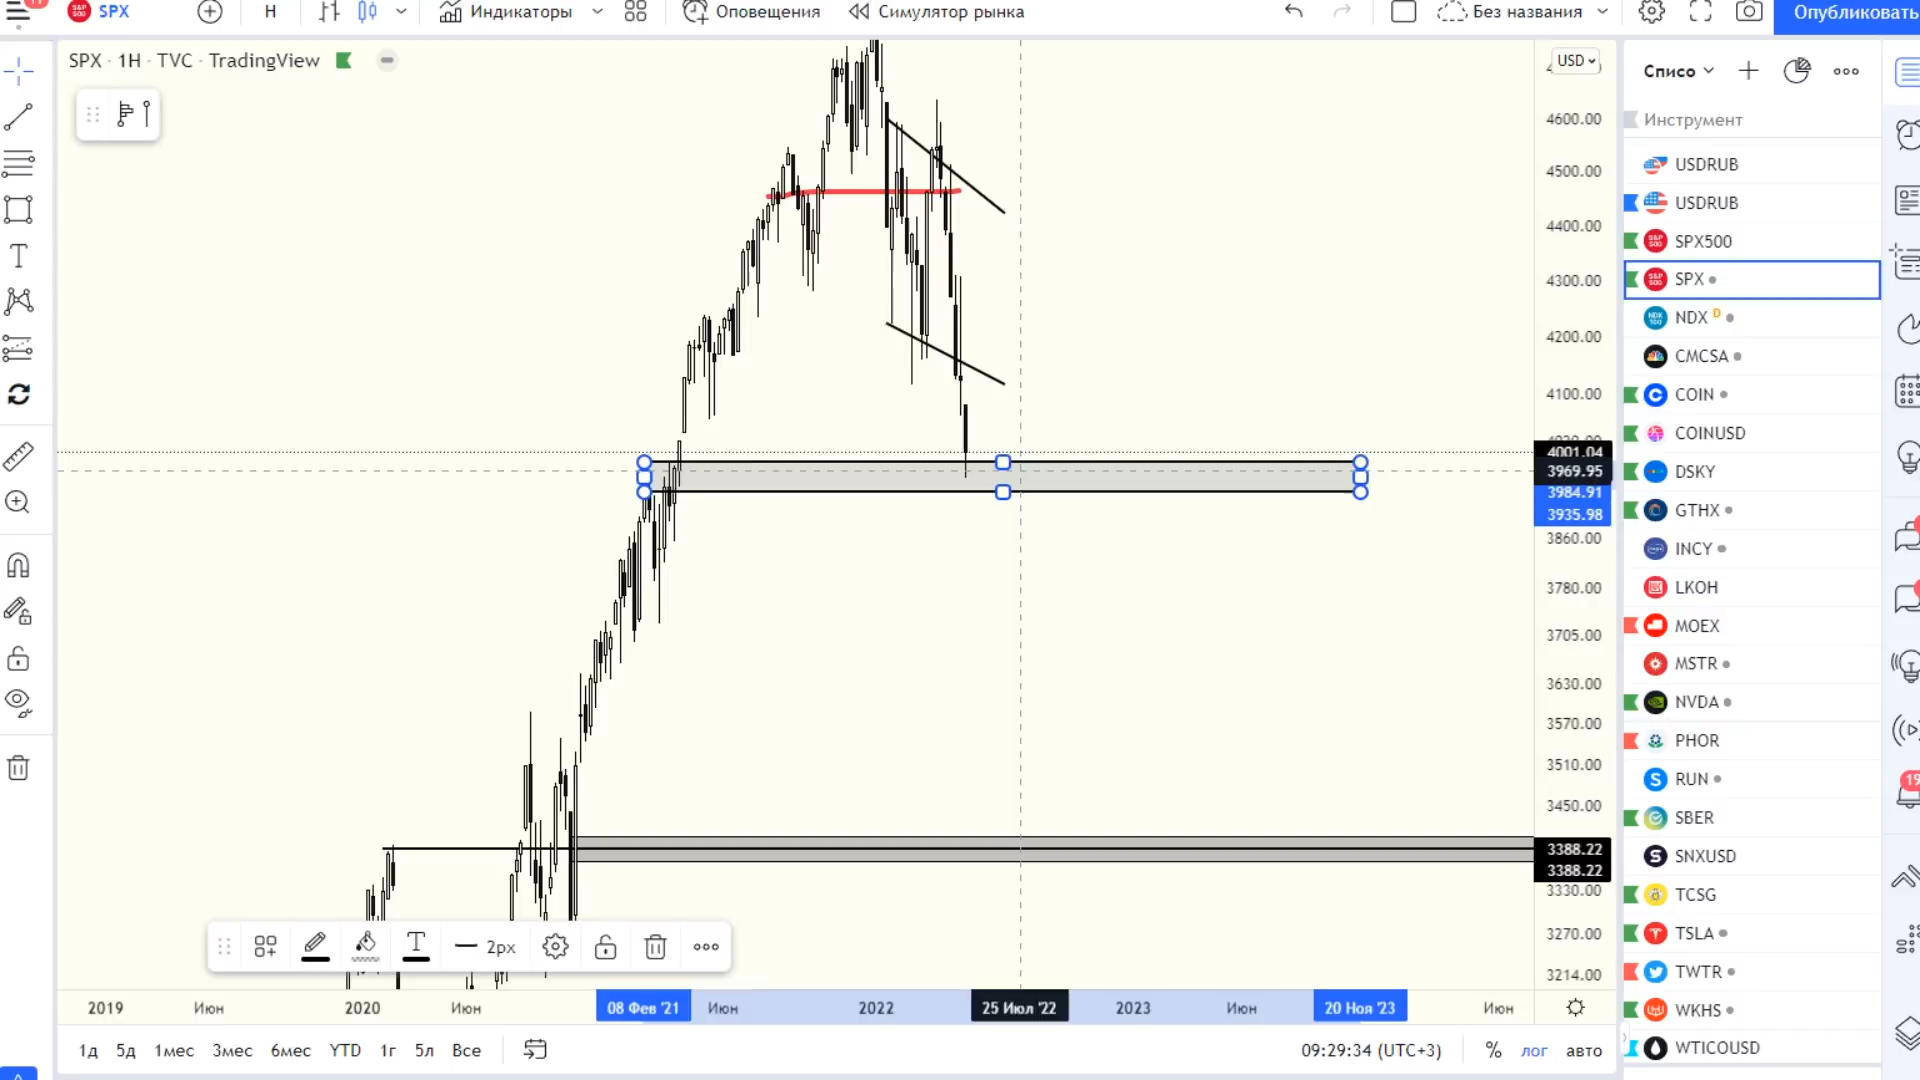 11
SPX
H
Индикаторы
Оповещения
Симулятор рынка
Без названия
Опубликовать
SPX · 1H · TVC · TradingView
USD
4600.00
4500.00
4400.00
4300.00
4200.00
4100.00
4001.04
3969.95
3984.91
3935.98
3860.00
3780.00
3705.00
3630.00
3570.00
3510.00
3450.00
3388.22
3388.22
3330.00
3270.00
3214.00
T
T
2px
2019
Июн
2020
Июн
08 Фев '21
Июн
2022
25 Июл '22
2023
Июн
20 Ноя '23
Июн
1д
5д
1мес
3мес
6мес
YTD
1г
5л
Все
09:29:34 (UTC+3)
%
лог
авто
Списо
Инструмент
USDRUB
USDRUB
SPX500
SPX
NDX D
CMCSA
COIN
COINUSD
DSKY
GTHX
INCY
LKOH
MOEX
MSTR
NVDA
PHOR
RUN
SBER
SNXUSD
TCSG
TSLA
TWTR
WKHS
WTICOUSD
19